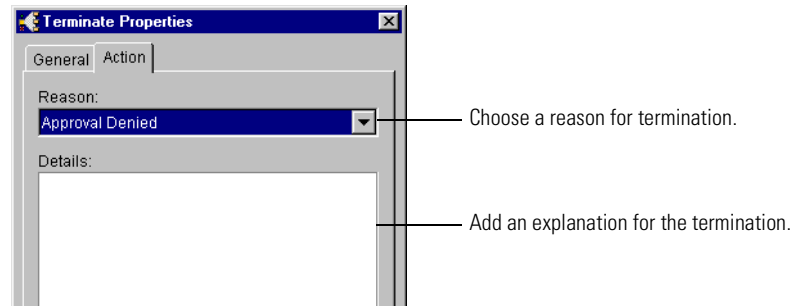 Terminate Properties
General Action
Reason:
Approval Denied
Choose a reason for termination.
Details:
Add an explanation for the termination.